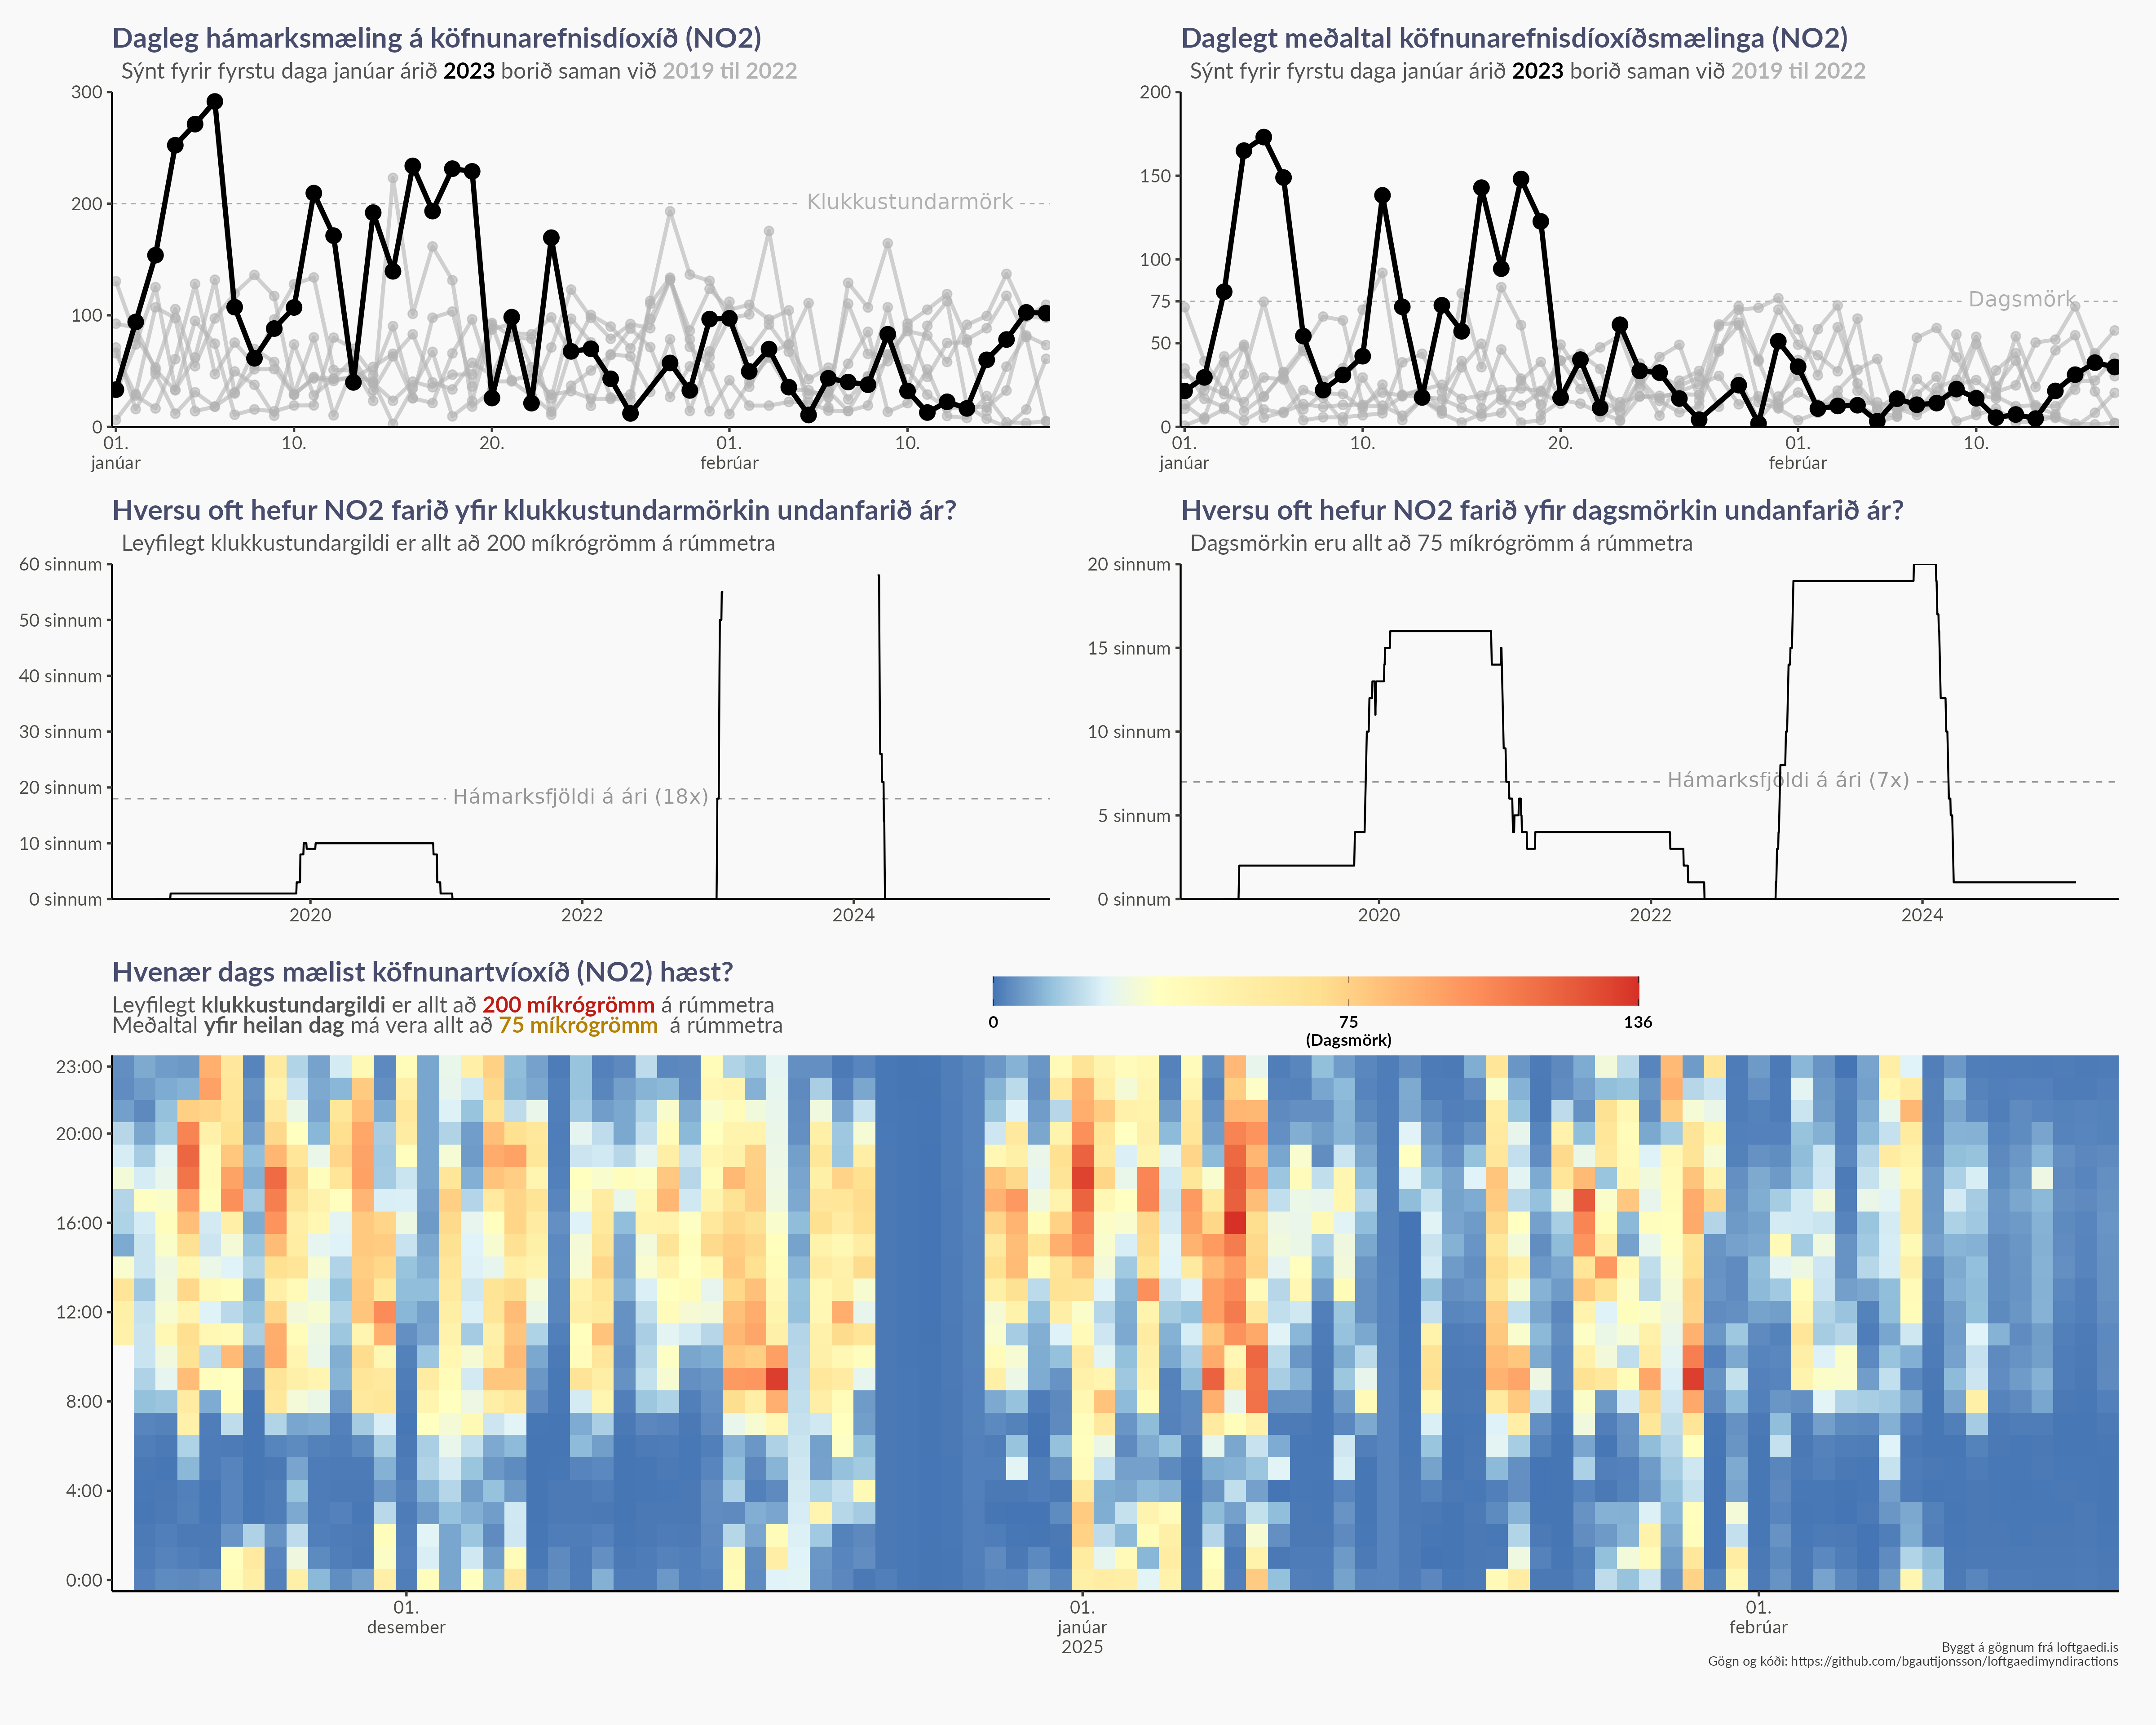 Dagleg hámarksmæling á köfnunarefnisdíoxíð (NO2)
Sýnt fyrir fyrstu daga janúar árið 2023 borið saman við 2019 til 2022
300
200
100
0
Klukkustundarmörk
01.
janúar
10.
20.
01.
febrúar
10.
Daglegt meðaltal köfnunarefnisdíoxíðsmælinga (NO2)
Sýnt fyrir fyrstu daga janúar árið 2023 borið saman við 2019 til 2022
200
150
100
75
50
0
Dagsmörk
01.
janúar
10.
20.
01.
febrúar
10.
Hversu oft hefur NO2 farið yfir klukkustundarmörkin undanfarið ár?
Leyfilegt klukkustundargildi er allt að 200 míkrógrömm á rúmmetra
60 sinnum
50 sinnum
40 sinnum
30 sinnum
20 sinnum
10 sinnum
0 sinnum
Hámarksfjöldi á ári (18x)
2020
2022
2024
Hversu oft hefur NO2 farið yfir dagsmörkin undanfarið ár?
Dagsmörkin eru allt að 75 míkrógrömm á rúmmetra
20 sinnum
15 sinnum
10 sinnum
5 sinnum
0 sinnum
Hámarksfjöldi á ári (7x)
2020
2022
2024
Hvenær dags mælist köfnunartvíoxíð (NO2) hæst?
Leyfilegt klukkustundargildi er allt að 200 míkrógrömm á rúmmetra
Meðaltal yfir heilan dag má vera allt að 75 míkrógrömm á rúmmetra
0
75
(Dagsmörk)
136
23:00
20:00
16:00
12:00
8:00
4:00
0:00
01.
desember
01.
janúar
2025
01.
febrúar
Byggt á gögnum frá loftgaedi.is
Gögn og kóði: https://github.com/bgautijonsson/loftgaedimyndiractions